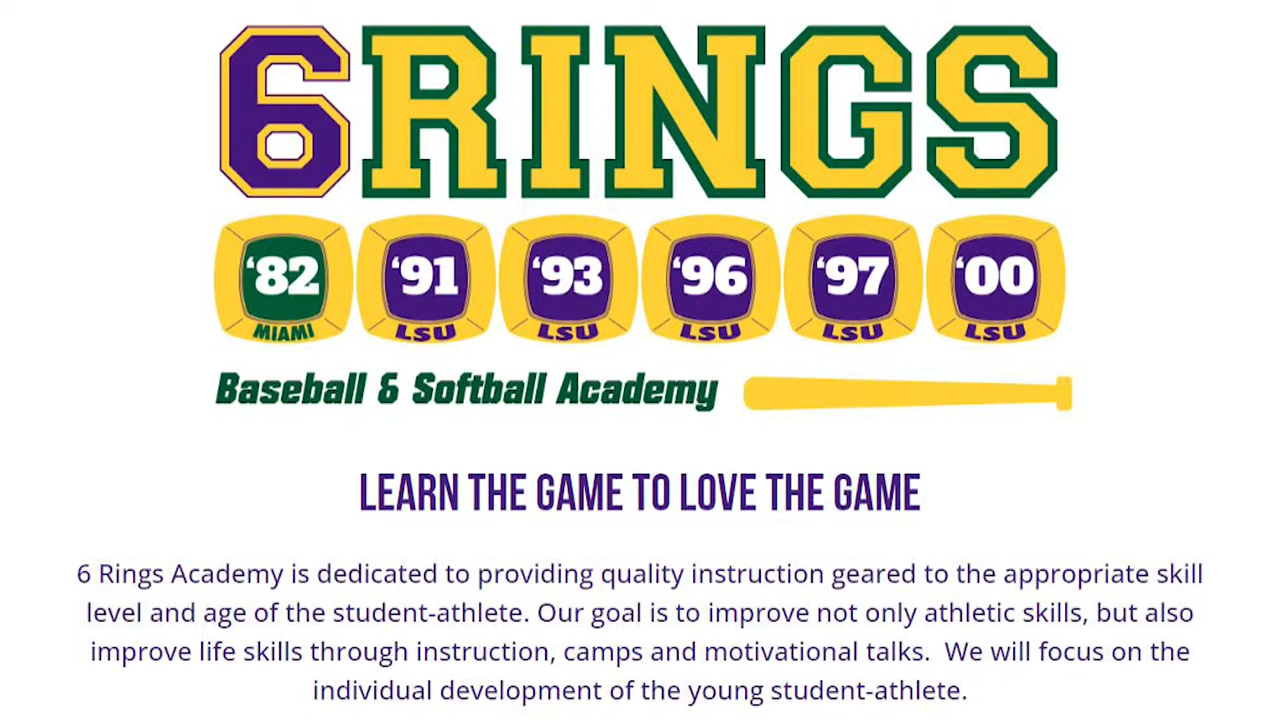 6RINGS
'82 '91 '93 '96 '97 '00
MIAMI LSU LSU LSU LSU LSU
Baseball & Softball Academy
LEARN THE GAME TO LOVE THE GAME
6 Rings Academy is dedicated to providing quality instruction geared to the appropriate skill
level and age of the student-athlete. Our goal is to improve not only athletic skills, but also
improve life skills through instruction, camps and motivational talks.  We will focus on the
individual development of the young student-athlete.